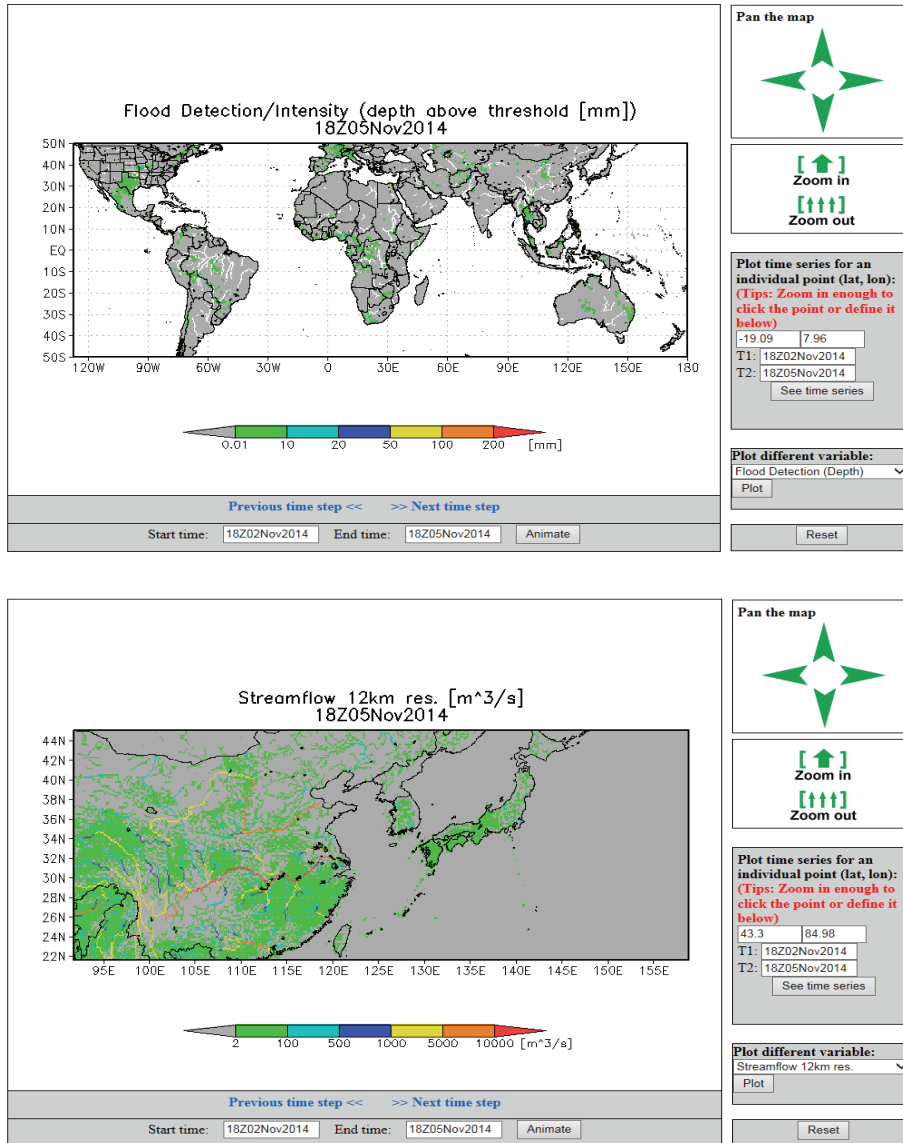 Pan the map
Flood Detection/Intensity (depth above threshold [mm])
18Z05Nov2014
50N
40N
30N
20N
10N
EQ
10S
20S
30S
40S
50S
120W 90W 60W 30W 0 30E 60E 90E 120E 150E 180
0.01 10 20 50 100 200 [mm]
Previous time step << >> Next time step
Start time: 18Z02Nov2014 End time: 18Z05Nov2014 Animate
[ ]
Zoom in
[ ]
Zoom out
Plot time series for an
individual point (lat, lon):
(Tips: Zoom in enough to
click the point or define it
below)
-19.09 7.96
T1: 18Z02Nov2014
T2: 18Z05Nov2014
See time series
Plot different variable:
Flood Detection (Depth)
Plot
Reset
Pan the map
Streamflow 12km res. [m^3/s]
18Z05Nov2014
44N
42N
40N
38N
36N
34N
32N
30N
28N
26N
24N
22N
95E 100E 105E 110E 115E 120E 125E 130E 135E 140E 145E 150E 155E
2 100 500 1000 5000 10000 [m^3/s]
Previous time step << >> Next time step
Start time: 18Z02Nov2014 End time: 18Z05Nov2014 Animate
[ ]
Zoom in
[ ]
Zoom out
Plot time series for an
individual point (lat, lon):
(Tips: Zoom in enough to
click the point or define it
below)
43.3 84.98
T1: 18Z02Nov2014
T2: 18Z05Nov2014
See time series
Plot different variable:
Streamflow 12km res.
Plot
Reset